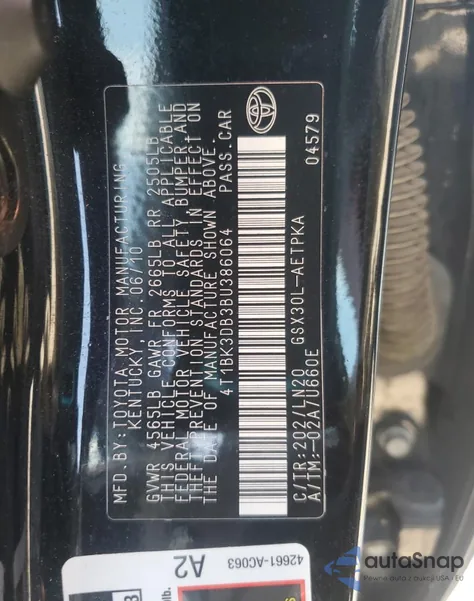 MFD.BY:TOYOTA MOTOR MANUFACTURING
KENTUCKY, INC. 06/10
GVWR 4565LB GAWR FR 2665LB RR 2505LB
THIS VEHICLE CONFORMS TO ALL APPLICABLE
FEDERAL MOTOR VEHICLE SAFETY, BUMPER, AND
THEFT PREVENTION STANDARDS IN EFFECT ON
THE DATE OF MANUFACTURE SHOWN ABOVE.
4T1BK3DB3BU386064 PASS.CAR
C/TR:202/LN20 GSX30L-AETPKA
A/TM:-02A/U660E 04579
42661-AC063
A2
autoSnap